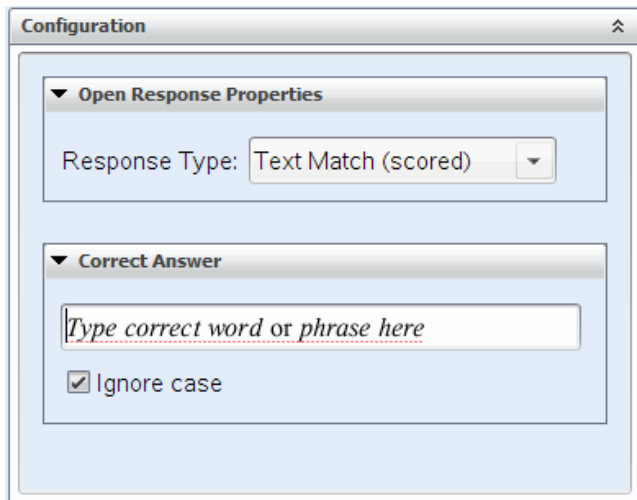 Configuration
Open Response Properties
Response Type: Text Match (scored)
Correct Answer
Type correct word or phrase here
Ignore case